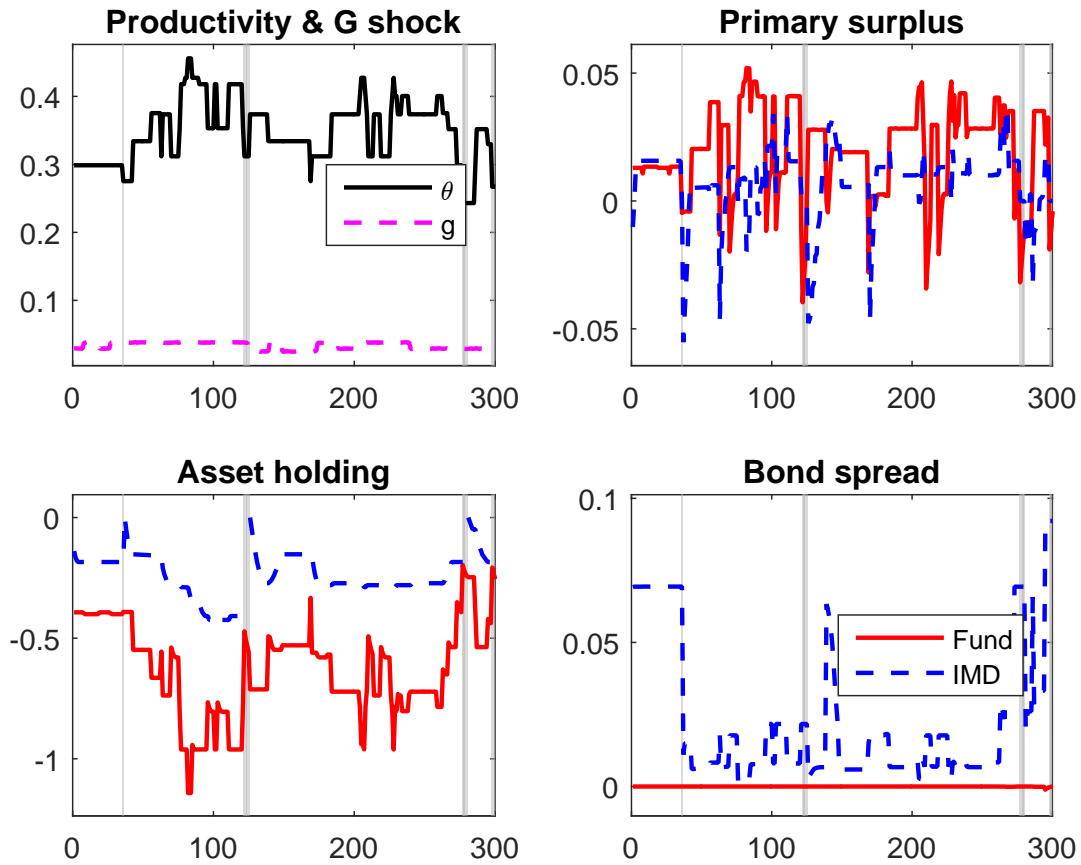 Productivity & G shock
0.4
0.3
0.2
0.1
0 100 200 300
θ
g
Primary surplus
0.05
0
-0.05
0 100 200 300
Asset holding
0
-0.5
-1
0 100 200 300
Bond spread
0.1
0.05
0
0 100 200 300
Fund
IMD